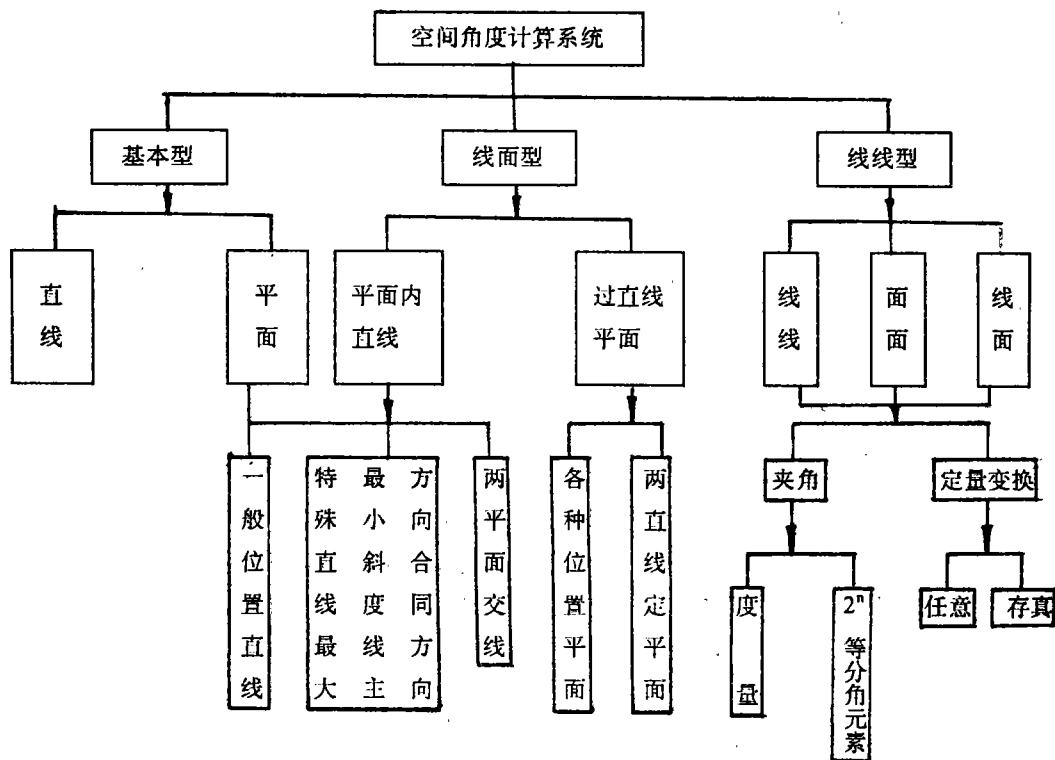 空间角度计算系统
基本型
线面型
线线型
直线
平面
平面内
直线
过直线
平面
线线
面面
线面
夹角
定量变换
一般位置直线
特殊直线最大
最小斜度线主
方向合同方向
两平面交线
各种位置平面
两直线定平面
度量
2ⁿ等分角元素
任意
存真